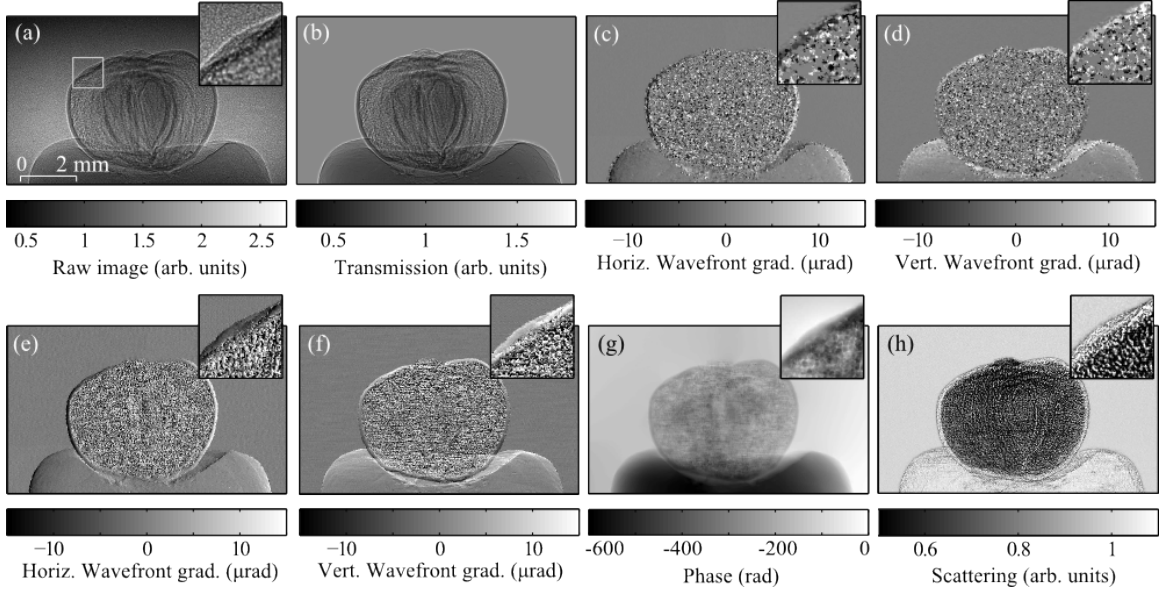 (a) (b) (c) (d)
0 2 mm
0.5 1 1.5 2 2.5 0.5 1 1.5 −10 0 10 −10 0 10
Raw image (arb. units) Transmission (arb. units) Horiz. Wavefront grad. (μrad) Vert. Wavefront grad. (μrad)
(e) (f) (g) (h)
−10 0 10 −10 0 10 -600 -400 -200 0 0.6 0.8 1
Horiz. Wavefront grad. (μrad) Vert. Wavefront grad. (μrad) Phase (rad) Scattering (arb. units)